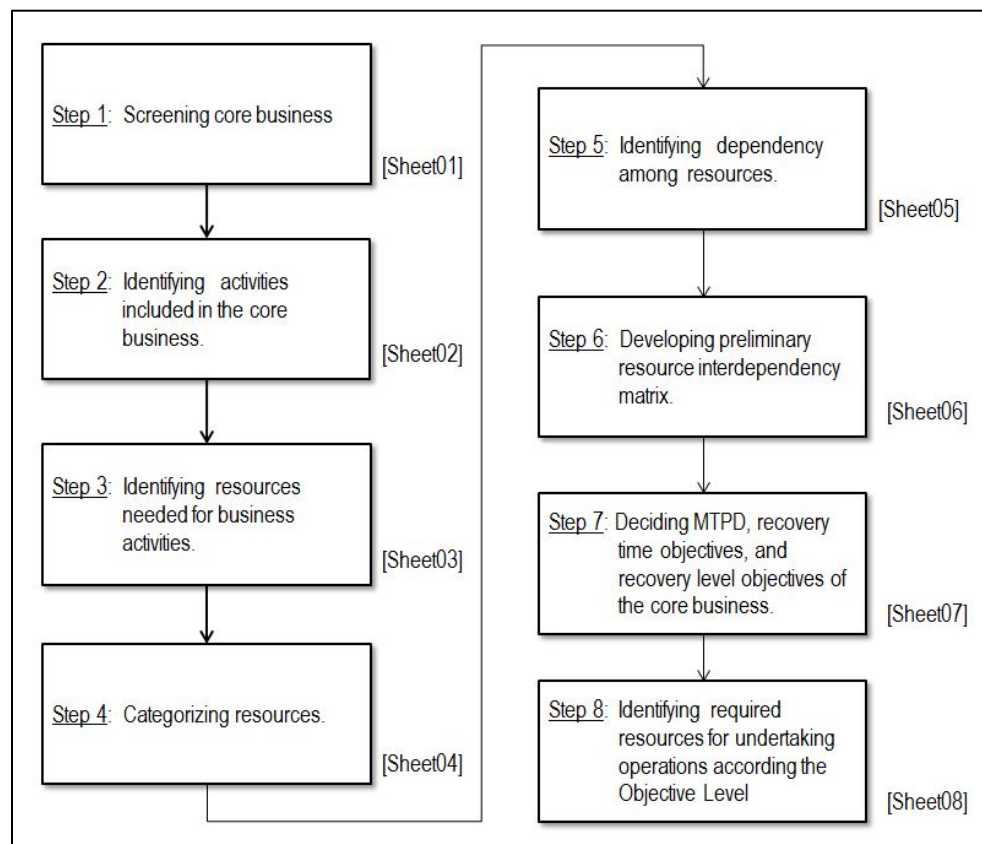 Step 1: Screening core business
[Sheet01]
Step 2: Identifying activities
included in the core
business.
[Sheet02]
Step 3: Identifying resources
needed for business
activities.
[Sheet03]
Step 4: Categorizing resources.
[Sheet04]
Step 5: Identifying dependency
among resources.
[Sheet05]
Step 6: Developing preliminary
resource interdependency
matrix.
[Sheet06]
Step 7: Deciding MTPD, recovery
time objectives, and
recovery level objectives of
the core business.
[Sheet07]
Step 8: Identifying required
resources for undertaking
operations according the
Objective Level
[Sheet08]